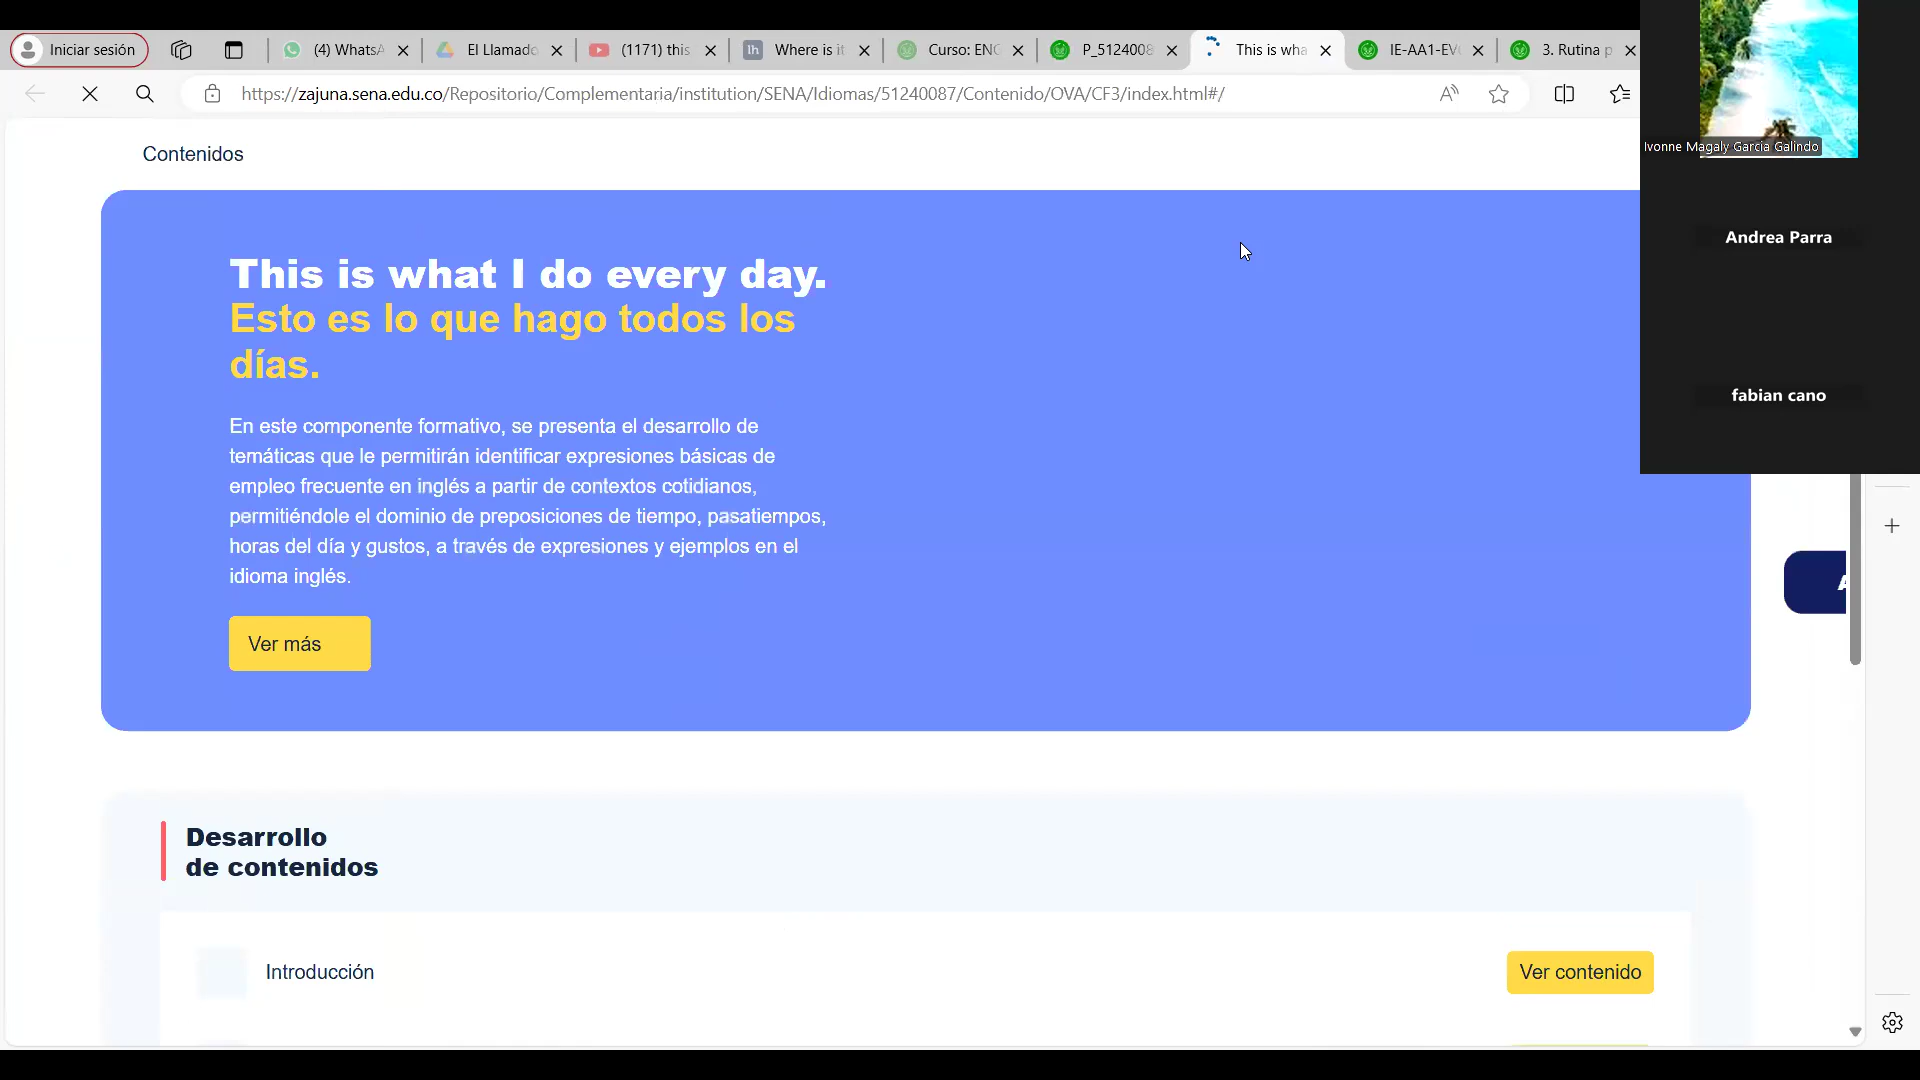 Iniciar sesión
(4) WhatsA
El Llamado
(1171) this
Where is it
Curso: ENG
P_5124008
This is wha
IE-AA1-EV
3. Rutina p
https://zajuna.sena.edu.co/Repositorio/Complementaria/institution/SENA/Idiomas/51240087/Contenido/OVA/CF3/index.html#/
Ivonne Magaly Garcia Galindo
Andrea Parra
fabian cano
Contenidos
This is what I do every day.
Esto es lo que hago todos los
días.
En este componente formativo, se presenta el desarrollo de
temáticas que le permitirán identificar expresiones básicas de
empleo frecuente en inglés a partir de contextos cotidianos,
permitiéndole el dominio de preposiciones de tiempo, pasatiempos,
horas del día y gustos, a través de expresiones y ejemplos en el
idioma inglés.
Ver más
Desarrollo
de contenidos
Introducción
Ver contenido